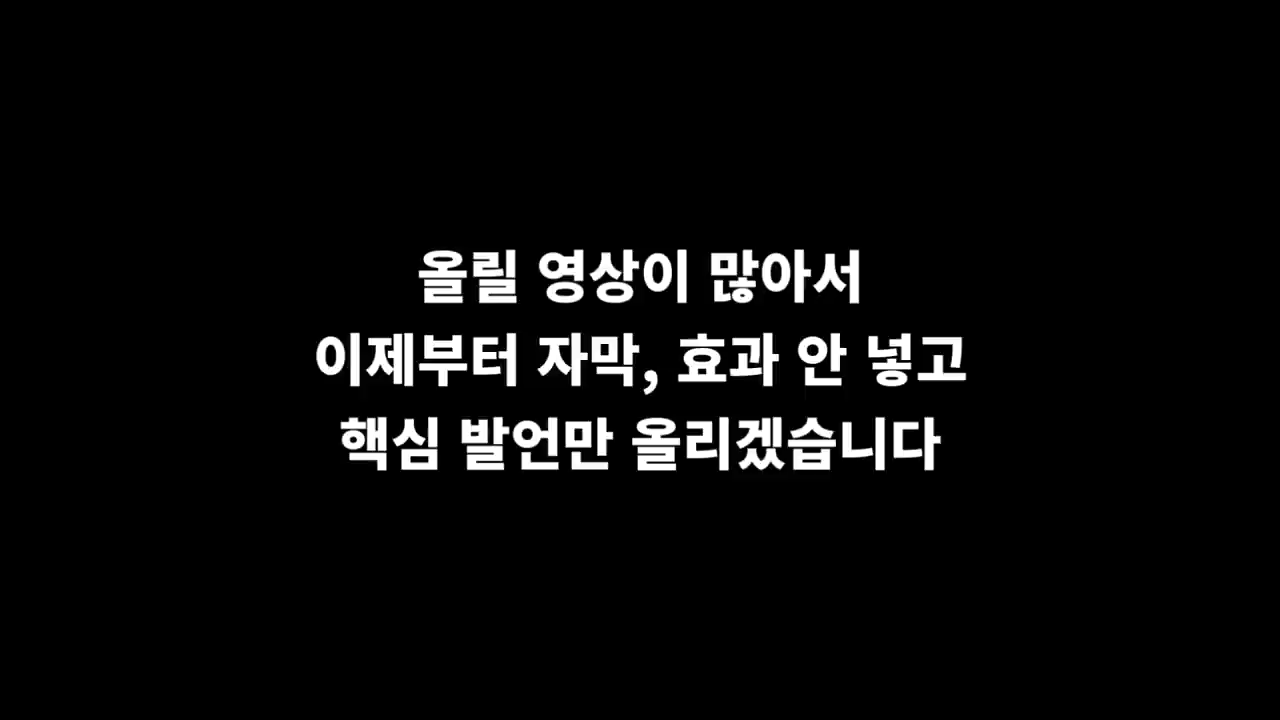 올릴 영상이 많아서
이제부터 자막, 효과 안 넣고
핵심 발언만 올리겠습니다